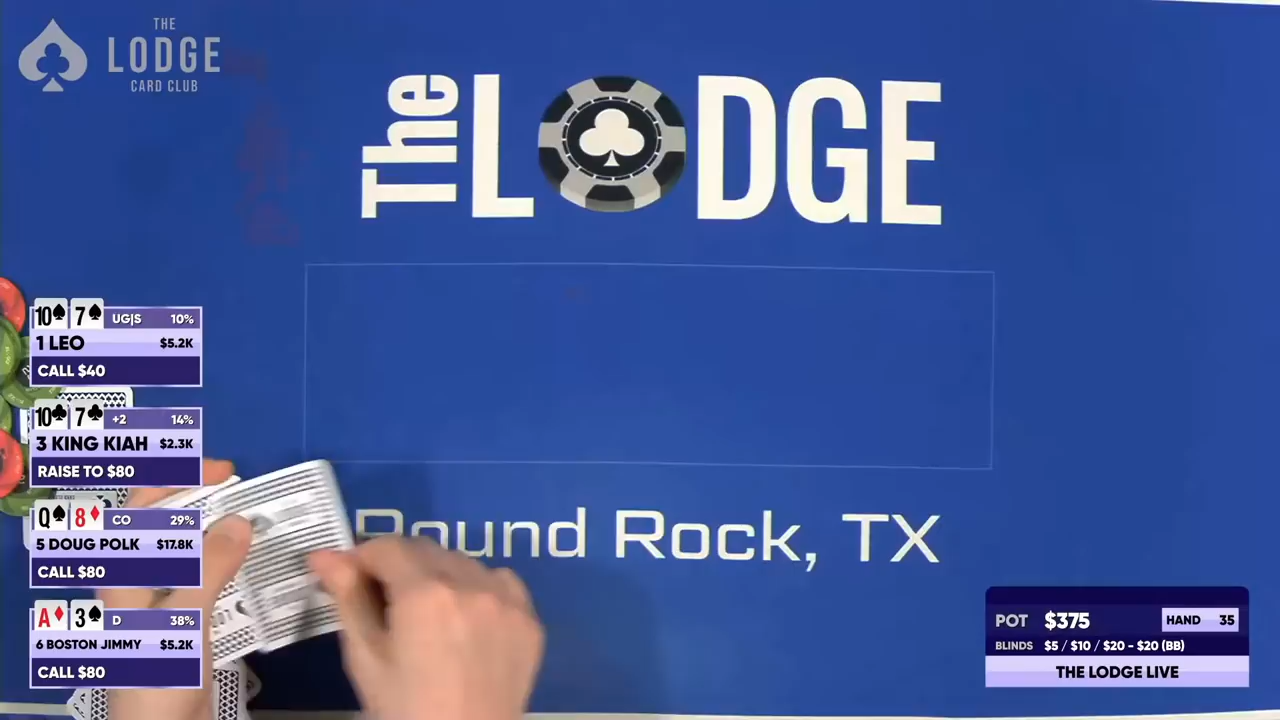 THE
LODGE
CARD CLUB
The LODGE
10♠ 7♠ UG|S 10%
1 LEO $5.2K
CALL $40
10♣ 7♣ +2 14%
3 KING KIAH $2.3K
RAISE TO $80
Q♠ 8♦ CO 29%
5 DOUG POLK $17.8K
CALL $80
A♦ 3♠ D 38%
6 BOSTON JIMMY $5.2K
CALL $80
Round Rock, TX
POT $375 HAND 35
BLINDS $5 / $10 / $20 - $20 (BB)
THE LODGE LIVE